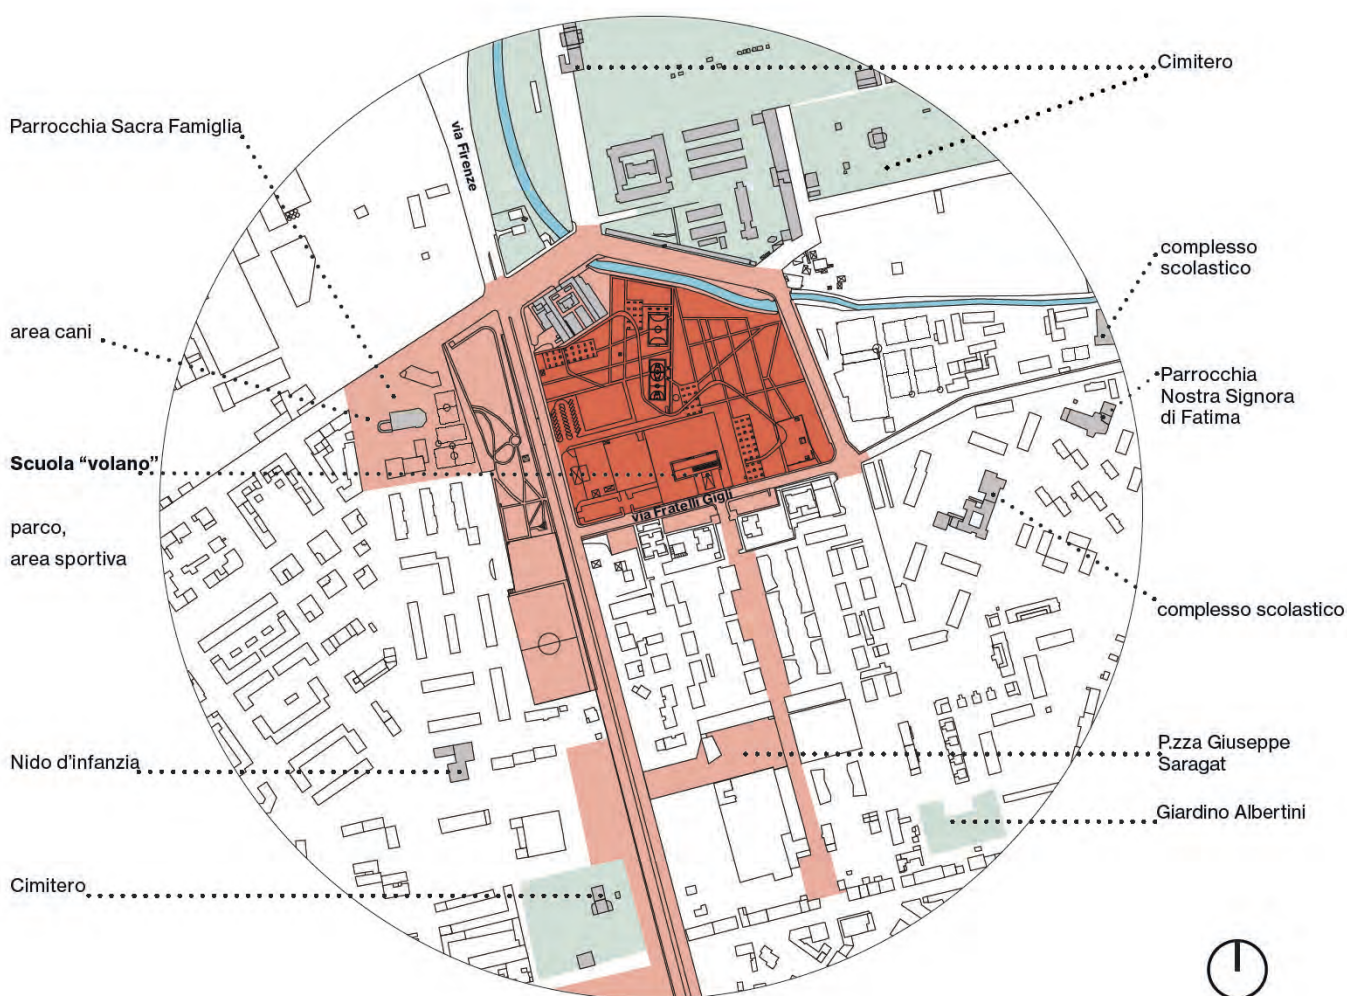 Parrocchia Sacra Famiglia
area cani
Scuola “volano”
parco,
area sportiva
Nido d’infanzia
Cimitero
via Firenze
via Fratelli Gigli
Cimitero
complesso
scolastico
Parrocchia
Nostra Signora
di Fatima
complesso scolastico
P.zza Giuseppe
Saragat
Giardino Albertini